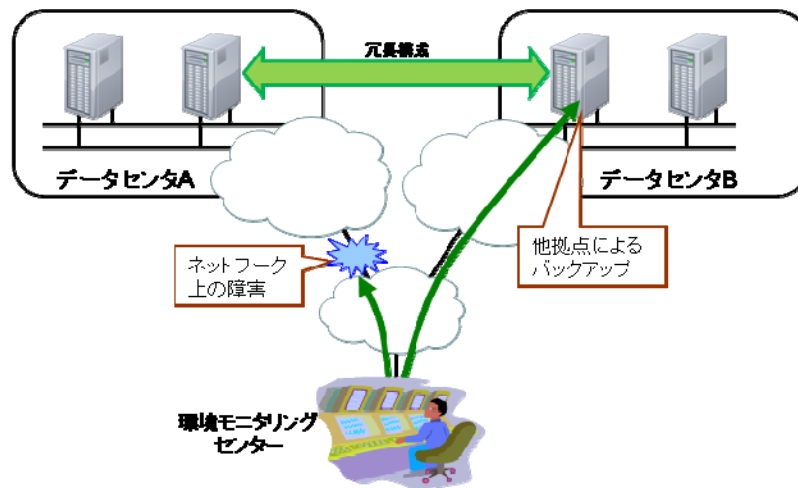 冗長構成
データセンタA
データセンタB
ネットワーク
上の障害
他拠点による
バックアップ
環境モニタリング
センター